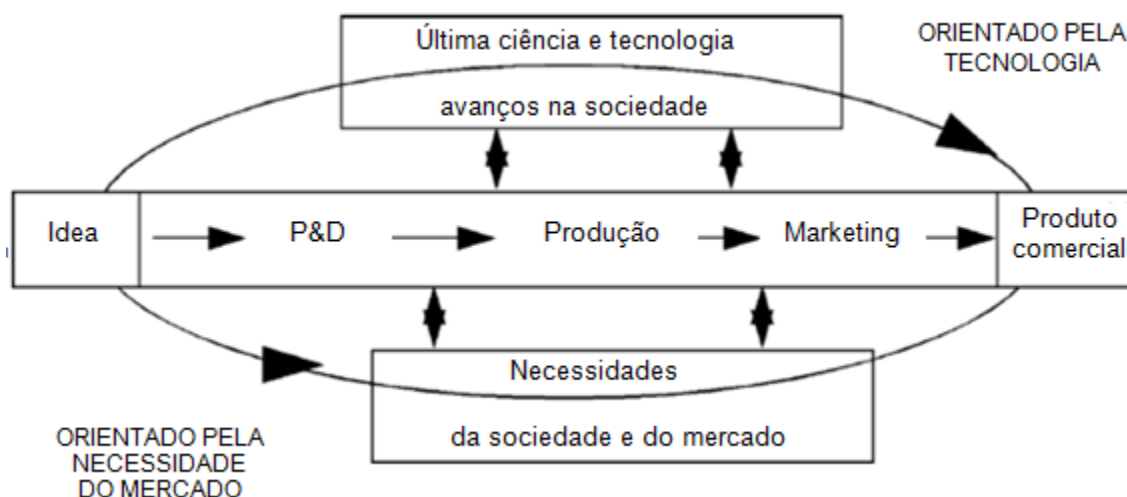 Última ciência e tecnologia
avanços na sociedade
ORIENTADO PELA
TECNOLOGIA
Idea
P&D
Produção
Marketing
Produto
comercial
Necessidades
da sociedade e do mercado
ORIENTADO PELA
NECESSIDADE
DO MERCADO